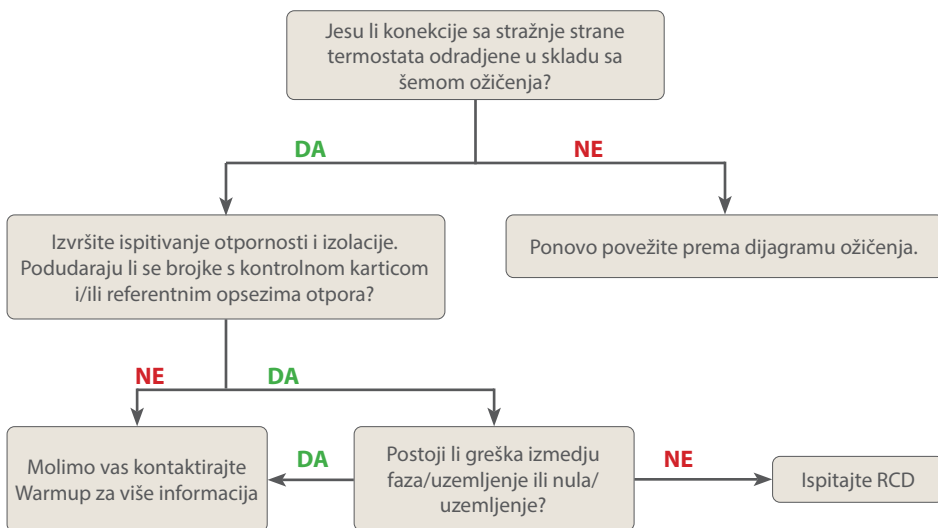 Jesu li konekcije sa stražnje strane
termostata odradjene u skladu sa
šemom ožičenja?
DA
NE
Izvršite ispitivanje otpornosti i izolacije.
Podudaraju li se brojke s kontrolnom karticom
i/ili referentnim opsezima otpora?
Ponovo povežite prema dijagramu ožičenja.
NE
DA
Molimo vas kontaktirajte
Warmup za više informacija
DA
Postoji li greška izmedju
faza/uzemljenje ili nula/
uzemljenje?
NE
Ispitajte RCD